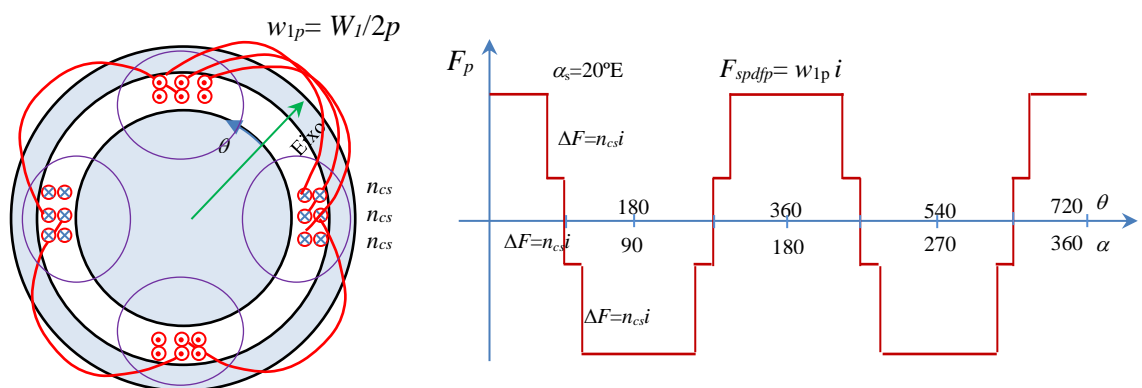 w1p= W1/2p
θ
Eixo
ncs
ncs
ncs
Fp
αs=20ºE
Fspdfp= w1p i
ΔF=ncsi
180
360
540
720
θ
ΔF=ncsi
90
180
270
360
α
ΔF=ncsi